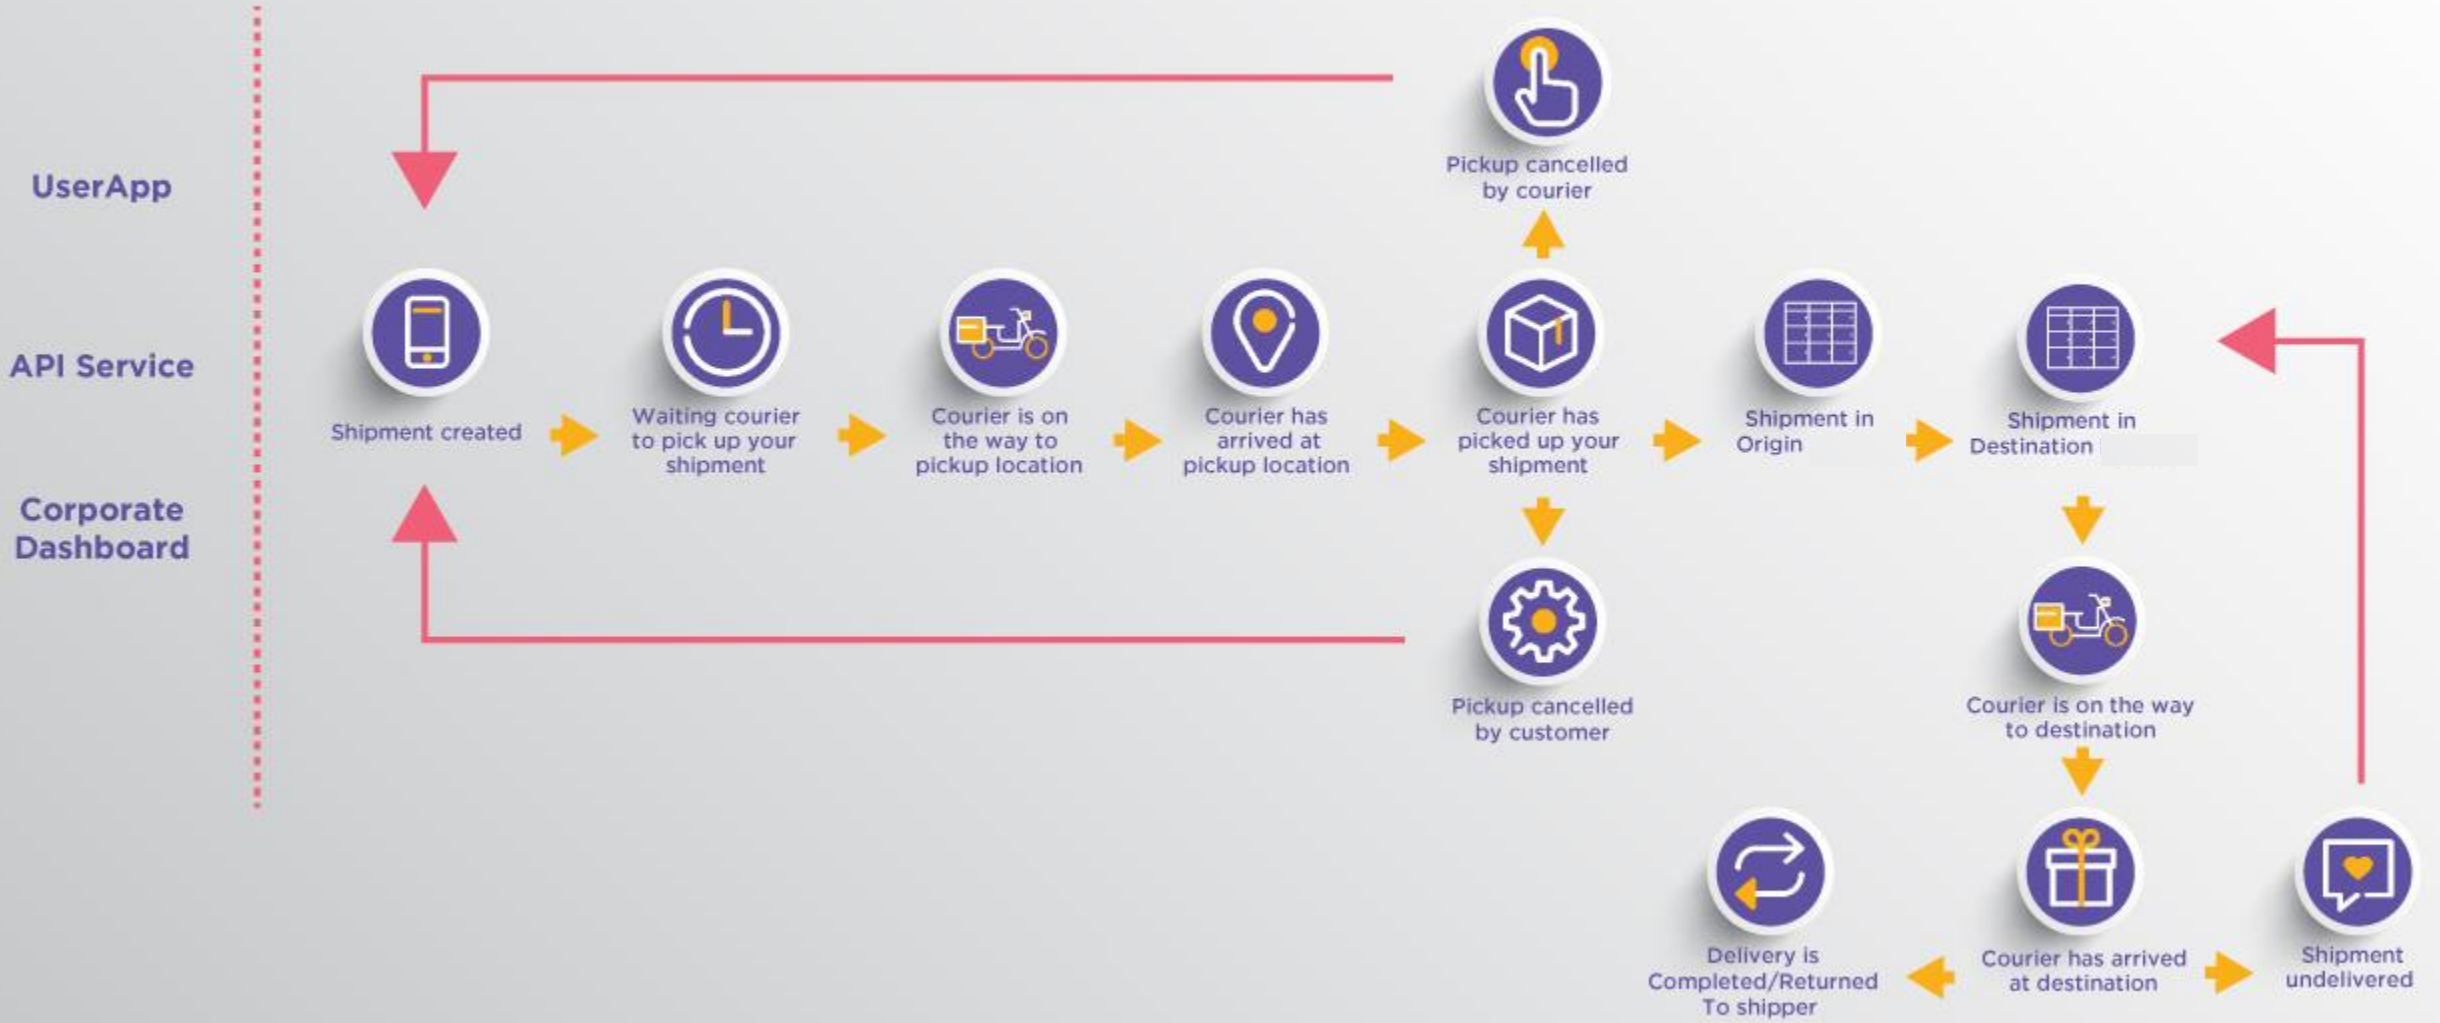 UserApp
API Service
Corporate
Dashboard
Pickup cancelled
by courier
Shipment created
Waiting courier
to pick up your
shipment
Courier is on
the way to
pickup location
Courier has
arrived at
pickup location
Courier has
picked up your
shipment
Shipment in
Origin
Shipment in
Destination
Pickup cancelled
by customer
Courier is on the way
to destination
Delivery is
Completed/Returned
To shipper
Courier has arrived
at destination
Shipment
undelivered